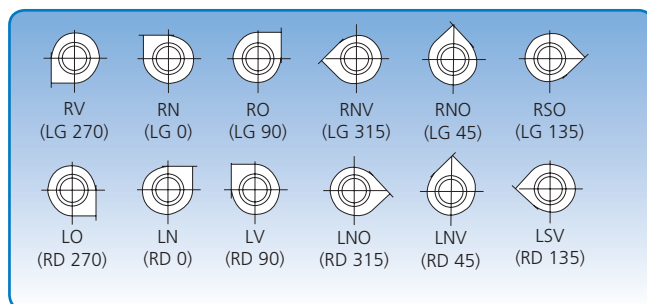 RV RN RO RNV RNO RSO
(LG 270) (LG 0) (LG 90) (LG 315) (LG 45) (LG 135)
LO LN LV LNO LNV LSV
(RD 270) (RD 0) (RD 90) (RD 315) (RD 45) (RD 135)